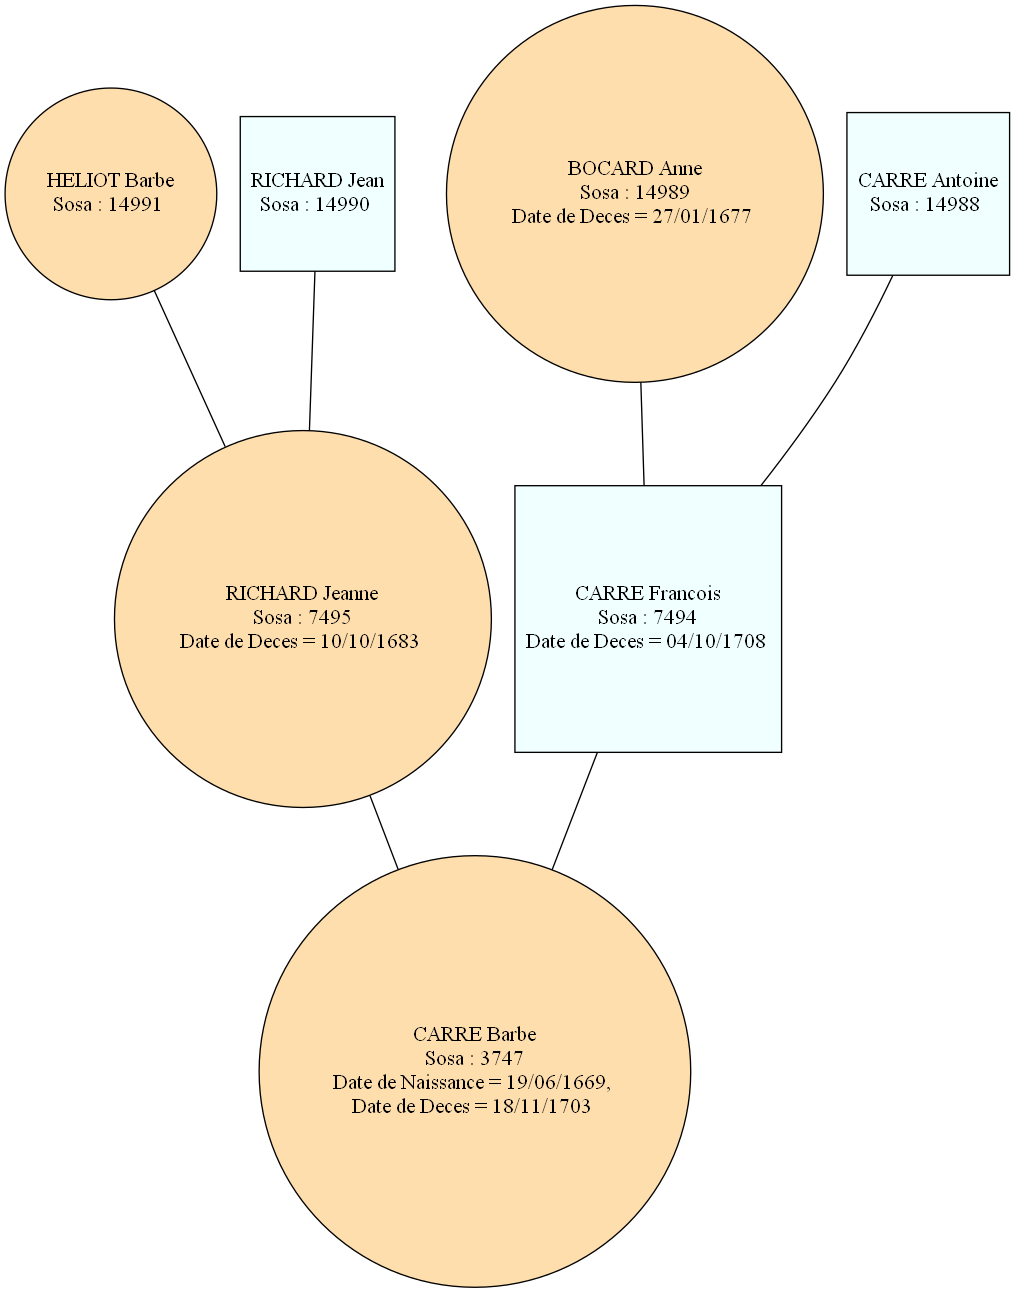 HELIOT Barbe
Sosa : 14991
RICHARD Jean
Sosa : 14990
BOCARD Anne
Sosa : 14989
Date de Deces = 27/01/1677
CARRE Antoine
Sosa : 14988
RICHARD Jeanne
Sosa : 7495
Date de Deces = 10/10/1683
CARRE Francois
Sosa : 7494
Date de Deces = 04/10/1708
CARRE Barbe
Sosa : 3747
Date de Naissance = 19/06/1669,
Date de Deces = 18/11/1703